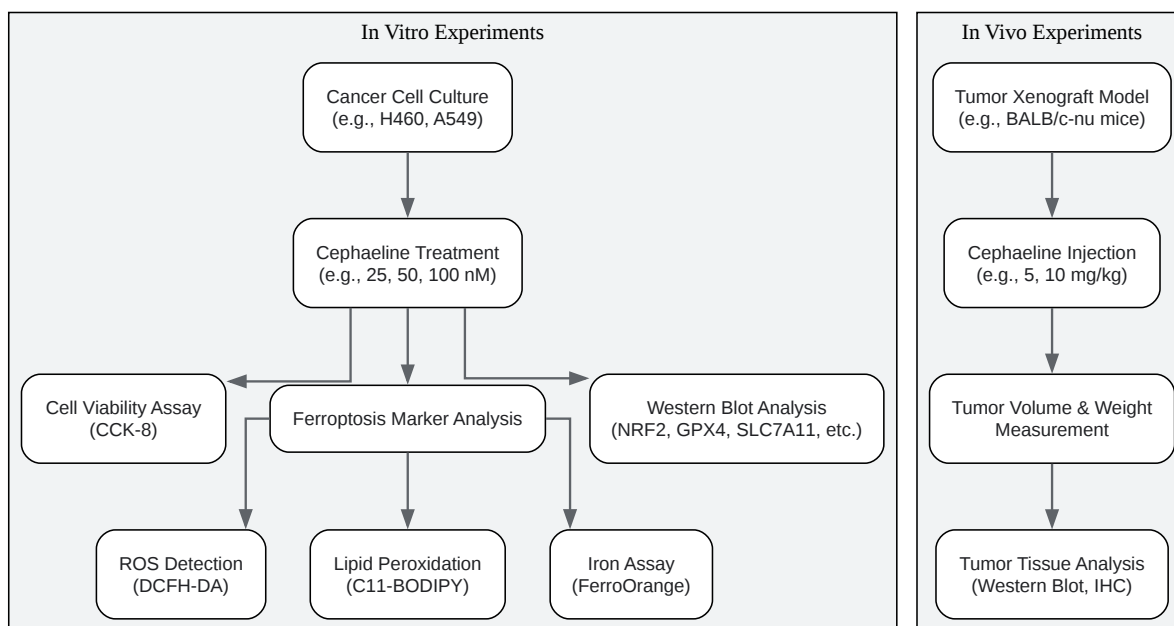 In Vitro Experiments
Cancer Cell Culture
(e.g., H460, A549)
Cephaeline Treatment
(e.g., 25, 50, 100 nM)
Cell Viability Assay
(CCK-8)
Ferroptosis Marker Analysis
Western Blot Analysis
(NRF2, GPX4, SLC7A11, etc.)
ROS Detection
(DCFH-DA)
Lipid Peroxidation
(C11-BODIPY)
Iron Assay
(FerroOrange)
In Vivo Experiments
Tumor Xenograft Model
(e.g., BALB/c-nu mice)
Cephaeline Injection
(e.g., 5, 10 mg/kg)
Tumor Volume & Weight
Measurement
Tumor Tissue Analysis
(Western Blot, IHC)